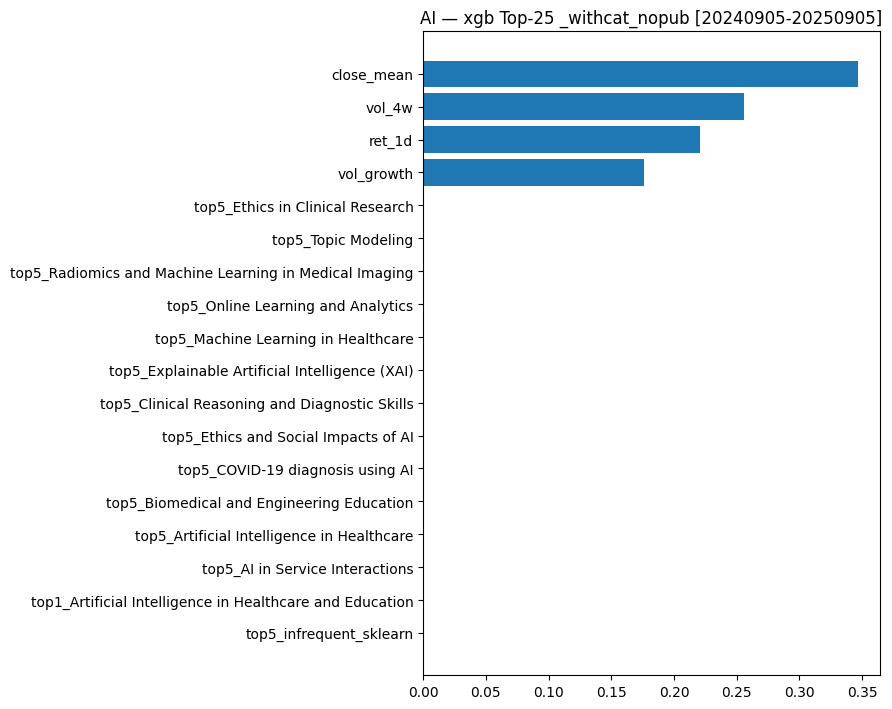 AI — xgb Top-25 _withcat_nopub [20240905-20250905]
close_mean
vol_4w
ret_1d
vol_growth
top5_Ethics in Clinical Research
top5_Topic Modeling
top5_Radiomics and Machine Learning in Medical Imaging
top5_Online Learning and Analytics
top5_Machine Learning in Healthcare
top5_Explainable Artificial Intelligence (XAI)
top5_Clinical Reasoning and Diagnostic Skills
top5_Ethics and Social Impacts of AI
top5_COVID-19 diagnosis using AI
top5_Biomedical and Engineering Education
top5_Artificial Intelligence in Healthcare
top5_AI in Service Interactions
top1_Artificial Intelligence in Healthcare and Education
top5_infrequent_sklearn
0.00 0.05 0.10 0.15 0.20 0.25 0.30 0.35